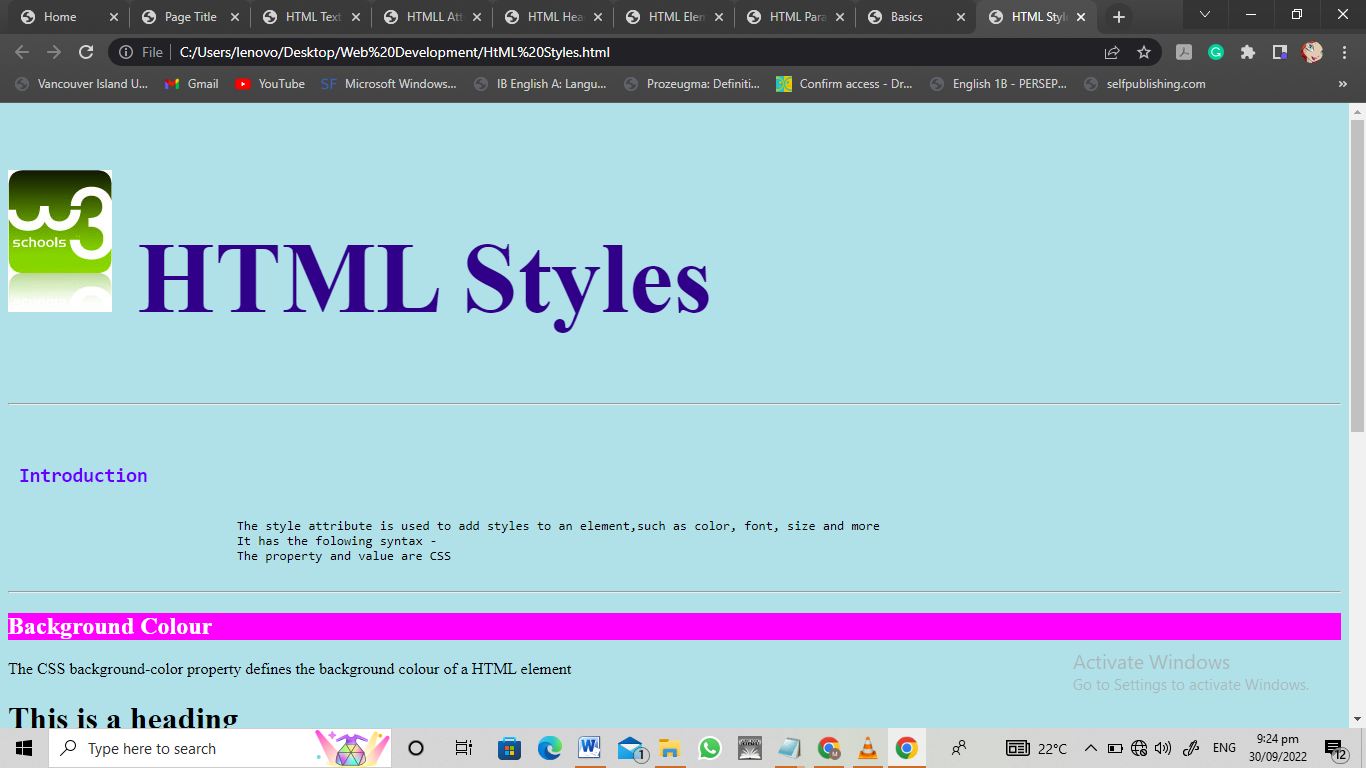 Home
Page Title
HTML Text
HTMLL Att
HTML Hea
HTML Elem
HTML Para
Basics
HTML Styl
File
C:/Users/lenovo/Desktop/Web%20Development/HtML%20Styles.html
Vancouver Island U...
Gmail
YouTube
SF Microsoft Windows...
IB English A: Langu...
Prozeugma: Definiti...
Confirm access - Dr...
English 1B - PERSEP...
selfpublishing.com
»
w3
schools
HTML Styles
Introduction
The style attribute is used to add styles to an element,such as color, font, size and more
It has the folowing syntax -
The property and value are CSS
Background Colour
The CSS background-color property defines the background colour of a HTML element
This is a heading
Activate Windows
Go to Settings to activate Windows.
Type here to search
1
22°C
ENG
9:24 pm
30/09/2022
12